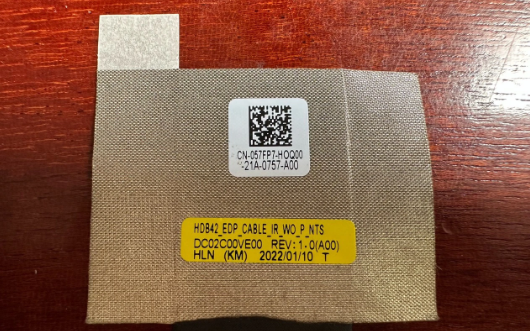 CN-057FP7-HOQ00
-21A-0757-A00
HDB42_EDP_CABLE_IR_WO_P_NTS
DC02C00VE00 REV:1.0(A00)
HLN (KM) 2022/01/10 T